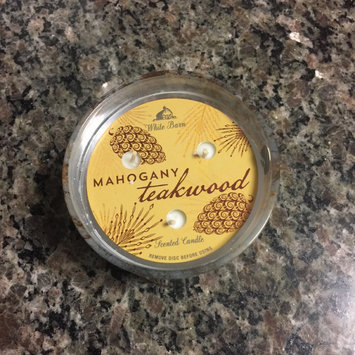 White Barn
MAHOGANY
teakwood
Scented Candle
REMOVE DISC BEFORE USING